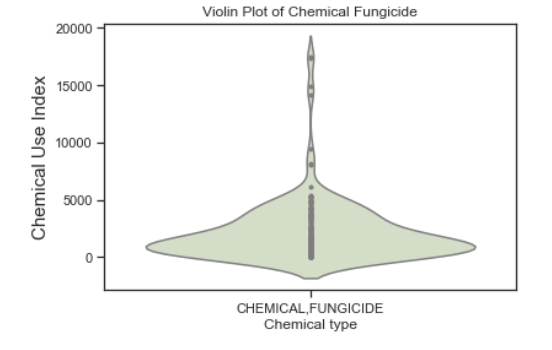 Violin Plot of Chemical Fungicide
20000
15000
10000
5000
0
Chemical Use Index
CHEMICAL,FUNGICIDE
Chemical type